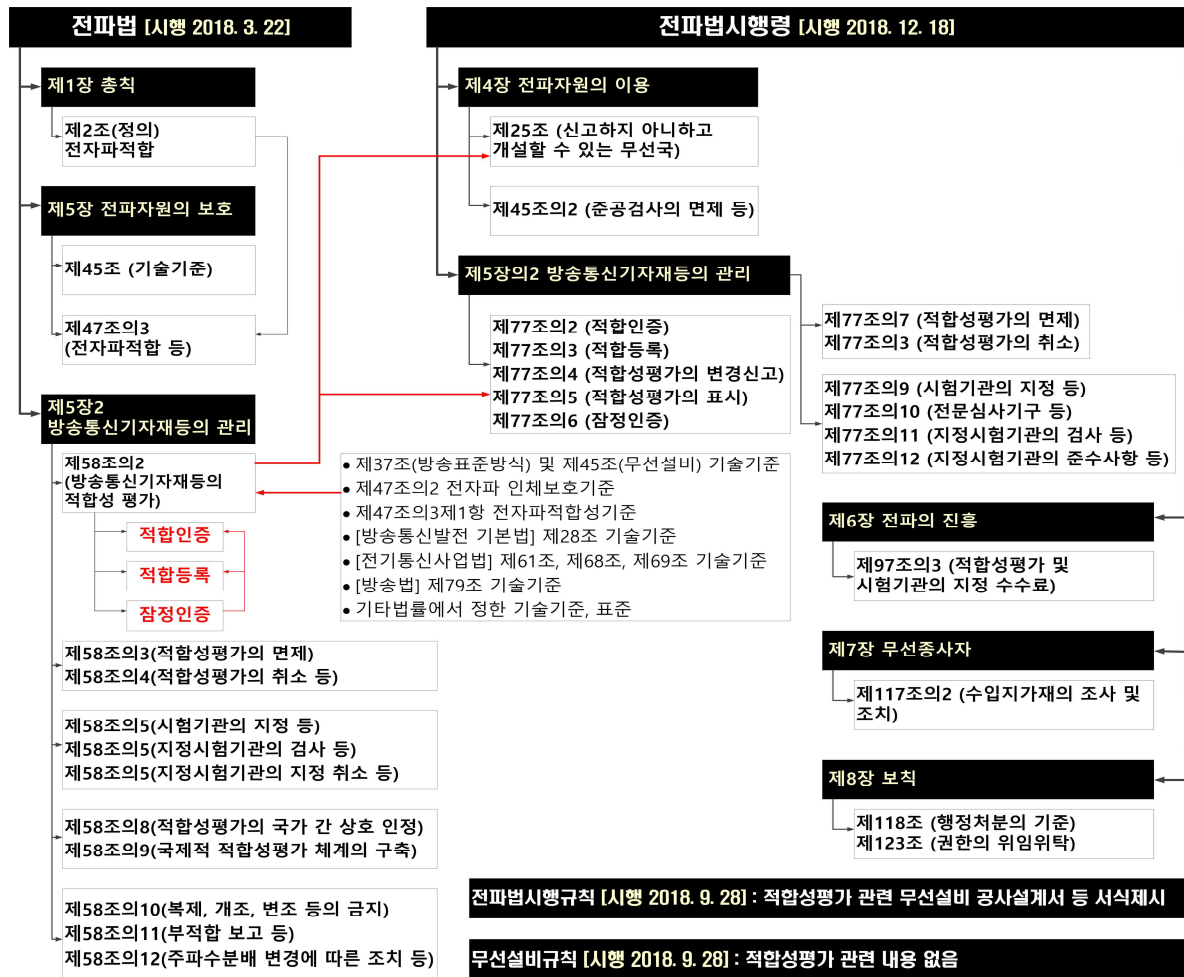 전파법 [시행 2018. 3. 22]
제1장 총칙
제2조(정의)
전자파적합
제5장 전파자원의 보호
제45조 (기술기준)
제47조의3
(전자파적합 등)
제5장2
방송통신기자재등의 관리
제58조의2
(방송통신기자재등의
적합성 평가)
적합인증
적합등록
잠정인증
● 제37조(방송표준방식) 및 제45조(무선설비) 기술기준
● 제47조의2 전자파 인체보호기준
● 제47조의3제1항 전자파적합성기준
● [방송통신발전 기본법] 제28조 기술기준
● [전기통신사업법] 제61조, 제68조, 제69조 기술기준
● [방송법] 제79조 기술기준
● 기타법률에서 정한 기술기준, 표준
제58조의3(적합성평가의 면제)
제58조의4(적합성평가의 취소 등)
제58조의5(시험기관의 지정 등)
제58조의5(지정시험기관의 검사 등)
제58조의5(지정시험기관의 지정 취소 등)
제58조의8(적합성평가의 국가 간 상호 인정)
제58조의9(국제적 적합성평가 체계의 구축)
제58조의10(복제, 개조, 변조 등의 금지)
제58조의11(부적합 보고 등)
제58조의12(주파수분배 변경에 따른 조치 등)
전파법시행령 [시행 2018. 12. 18]
제4장 전파자원의 이용
제25조 (신고하지 아니하고
개설할 수 있는 무선국)
제45조의2 (준공검사의 면제 등)
제5장의2 방송통신기자재등의 관리
제77조의2 (적합인증)
제77조의3 (적합등록)
제77조의4 (적합성평가의 변경신고)
제77조의5 (적합성평가의 표시)
제77조의6 (잠정인증)
제77조의7 (적합성평가의 면제)
제77조의3 (적합성평가의 취소)
제77조의9 (시험기관의 지정 등)
제77조의10 (전문심사기구 등)
제77조의11 (지정시험기관의 검사 등)
제77조의12 (지정시험기관의 준수사항 등)
제6장 전파의 진흥
제97조의3 (적합성평가 및
시험기관의 지정 수수료)
제7장 무선종사자
제117조의2 (수입지가재의 조사 및
조치)
제8장 보칙
제118조 (행정처분의 기준)
제123조 (권한의 위임위탁)
전파법시행규칙 [시행 2018. 9. 28] : 적합성평가 관련 무선설비 공사설계서 등 서식제시
무선설비규칙 [시행 2018. 9. 28] : 적합성평가 관련 내용 없음